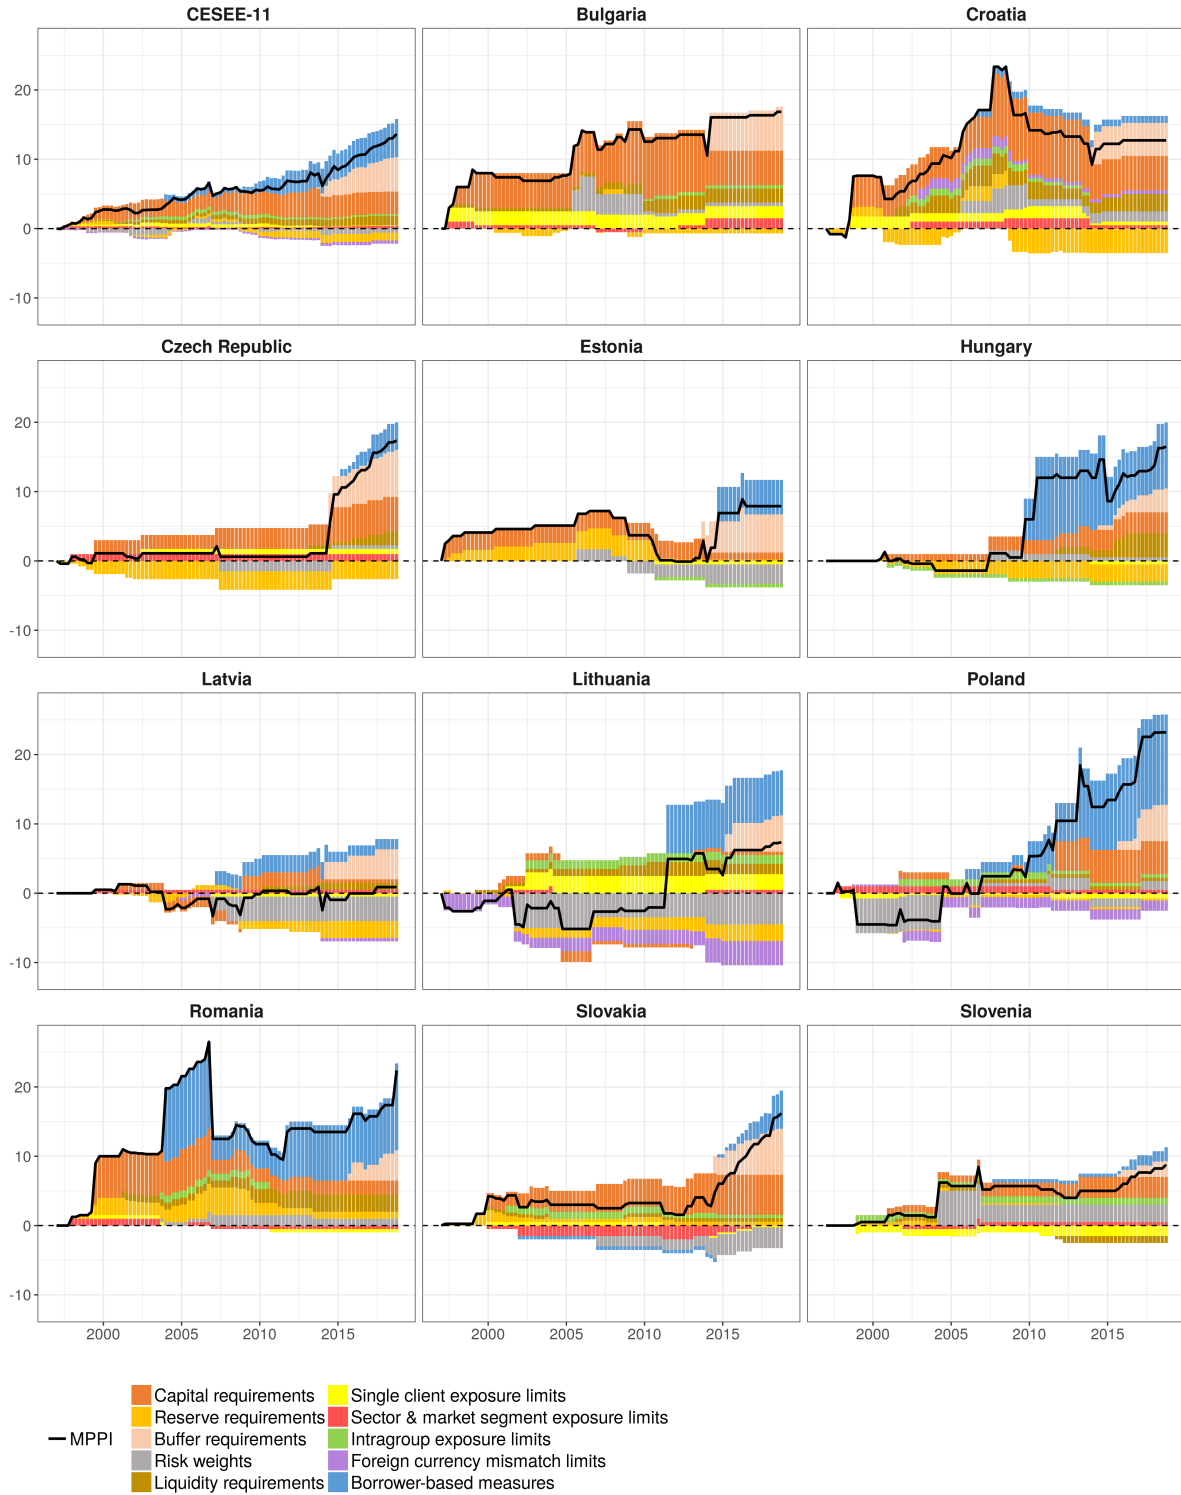 CESEE-11 Bulgaria Croatia
20
10
0
-10
Czech Republic Estonia Hungary
20
10
0
-10
Latvia Lithuania Poland
20
10
0
-10
Romania Slovakia Slovenia
20
10
0
-10
2000 2005 2010 2015 2000 2005 2010 2015 2000 2005 2010 2015
MPPI
Capital requirements
Reserve requirements
Buffer requirements
Risk weights
Liquidity requirements
Single client exposure limits
Sector & market segment exposure limits
Intragroup exposure limits
Foreign currency mismatch limits
Borrower-based measures